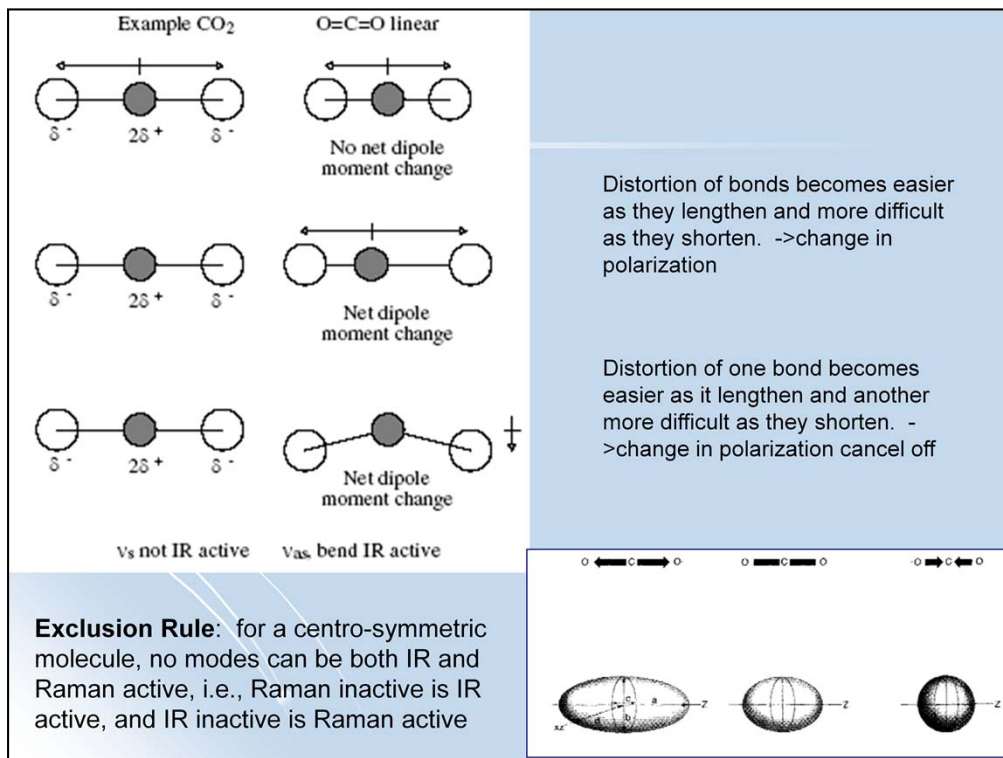 Example CO₂ O=C=O linear
δ⁻ 2δ⁺ δ⁻
No net dipole
moment change
δ⁻ 2δ⁺ δ⁻
Net dipole
moment change
δ⁻ 2δ⁺ δ⁻
Net dipole
moment change
νs not IR active νas, bend IR active
Distortion of bonds becomes easier
as they lengthen and more difficult
as they shorten. ->change in
polarization
Distortion of one bond becomes
easier as it lengthen and another
more difficult as they shorten. -
>change in polarization cancel off
Exclusion Rule: for a centro-symmetric
molecule, no modes can be both IR and
Raman active, i.e., Raman inactive is IR
active, and IR inactive is Raman active
O C O O C O O C O
c a z z z
b